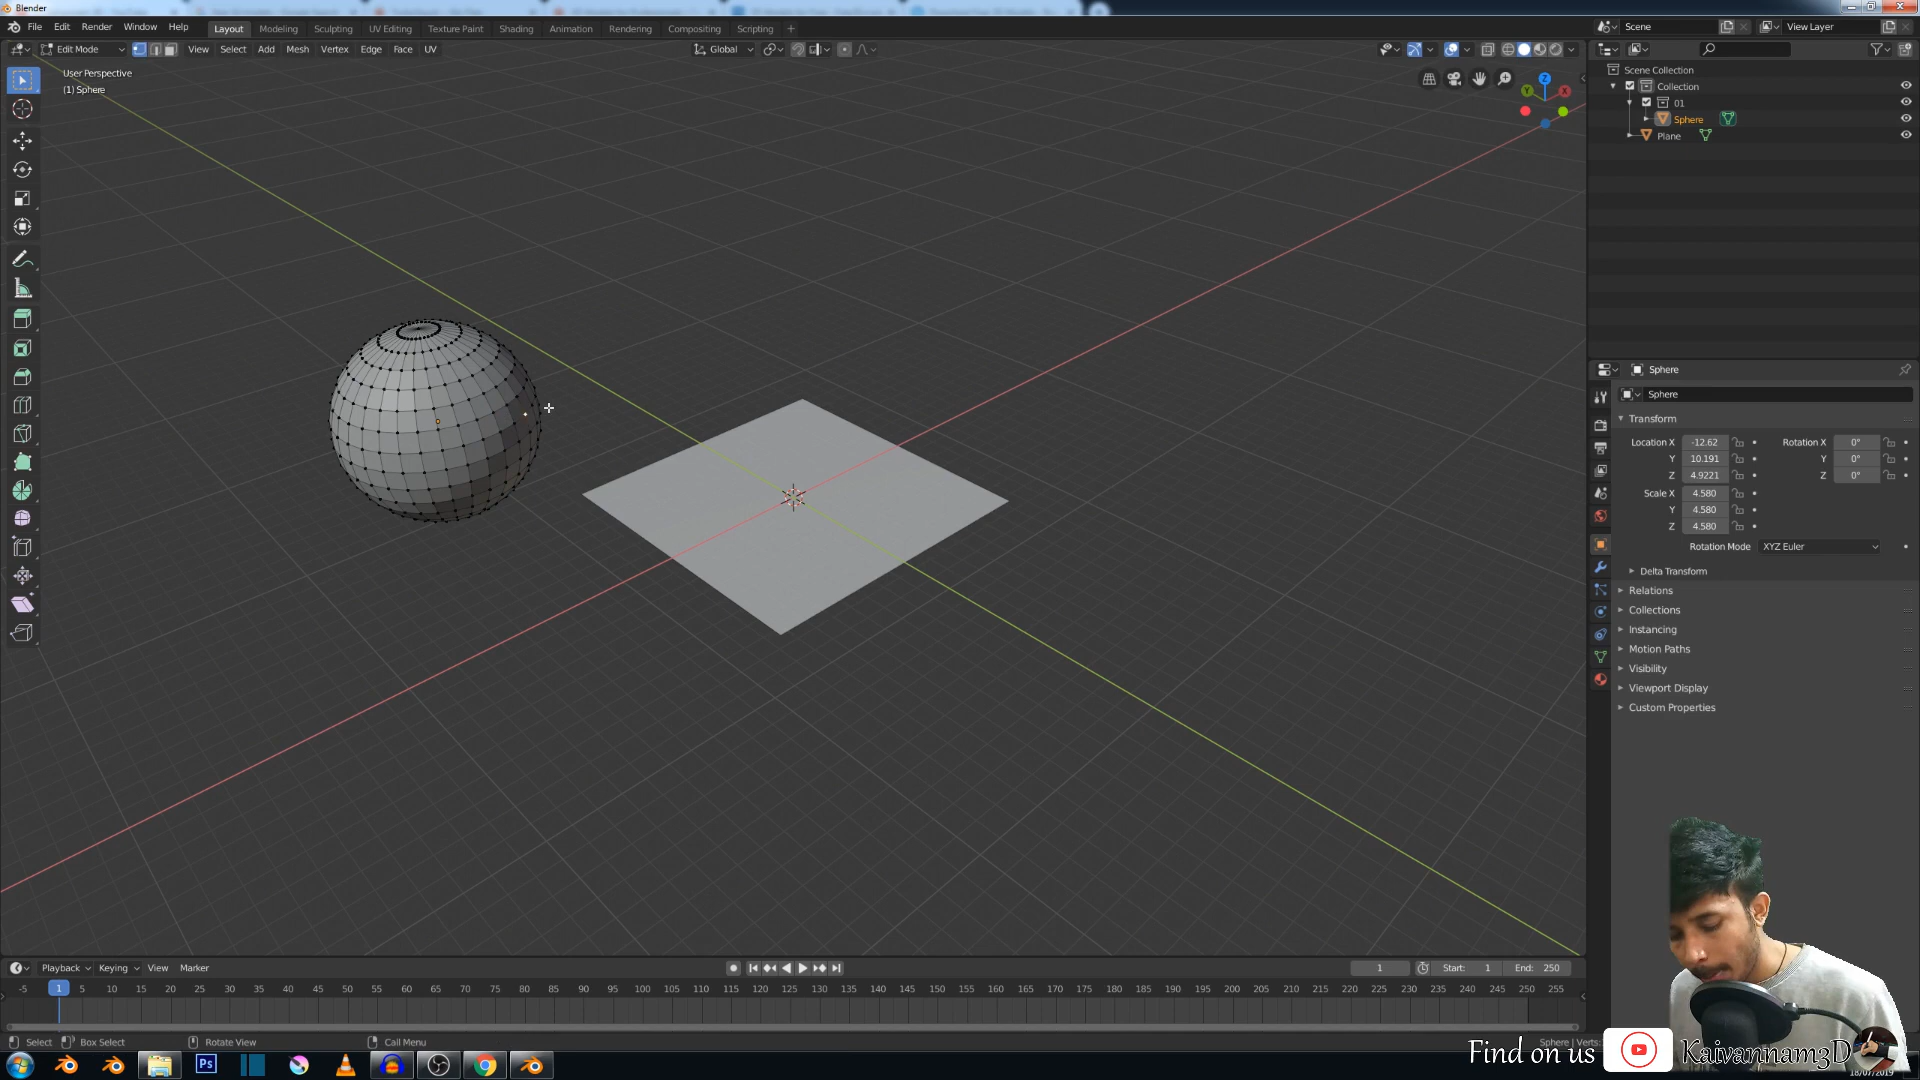 Blender
File Edit Render Window Help Layout Modeling Sculpting UV Editing Texture Paint Shading Animation Rendering Compositing Scripting + Scene View Layer
Edit Mode View Select Add Mesh Vertex Edge Face UV Global
User Perspective
(1) Sphere
Z
Y X
Scene Collection
Collection
01
Sphere
Plane
Sphere
Sphere
Transform
Location X -12.62 Rotation X 0°
Y 10.191 Y 0°
Z 4.9221 Z 0°
Scale X 4.580
Y 4.580
Z 4.580
Rotation Mode XYZ Euler
Delta Transform
Relations
Collections
Instancing
Motion Paths
Visibility
Viewport Display
Custom Properties
Playback Keying View Marker 1 Start: 1 End: 250
-5 1 5 10 15 20 25 30 35 40 45 50 55 60 65 70 75 80 85 90 95 100 105 110 115 120 125 130 135 140 145 150 155 160 165 170 175 180 185 190 195 200 205 210 215 220 225 230 235 240 245 250 255
Select Box Select Rotate View Call Menu Sphere | Verts:
Ps
Find on us Kaivannam3D
18/07/2019